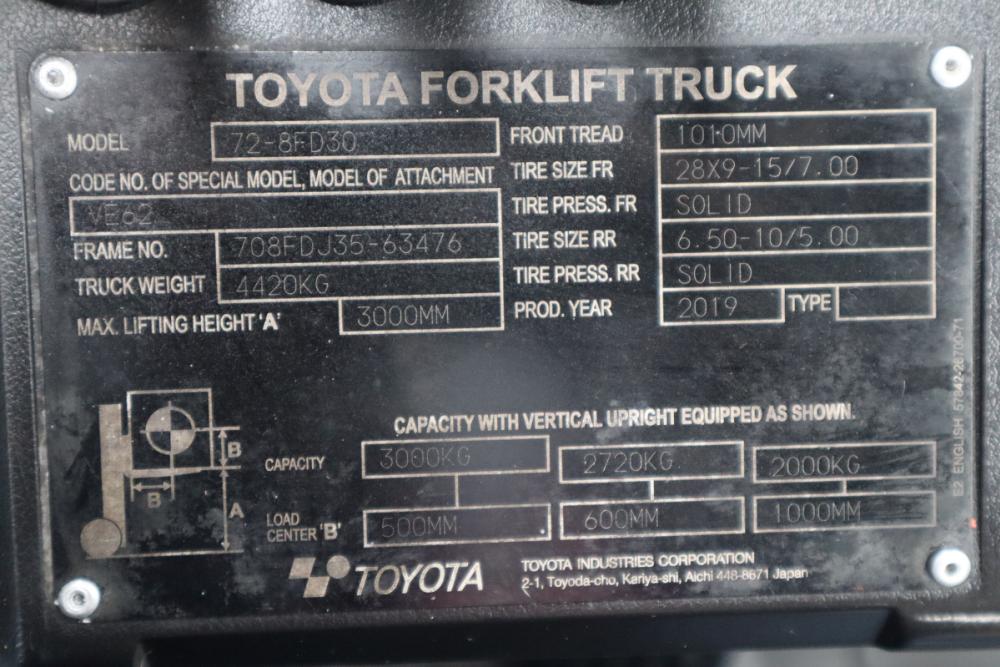 TOYOTA FORKLIFT TRUCK
MODEL 72-8FD30
CODE NO. OF SPECIAL MODEL, MODEL OF ATTACHMENT
VE62
FRAME NO. 708FDJ35-63476
TRUCK WEIGHT 4420KG
MAX. LIFTING HEIGHT 'A' 3000MM
FRONT TREAD 1010MM
TIRE SIZE FR 28X9-15/7.00
TIRE PRESS. FR SOLID
TIRE SIZE RR 6.50-10/5.00
TIRE PRESS. RR SOLID
PROD. YEAR 2019 TYPE
CAPACITY WITH VERTICAL UPRIGHT EQUIPPED AS SHOWN.
CAPACITY 3000KG 2720KG 2000KG
LOAD
CENTER 'B' 500MM 600MM 1000MM
B
B
A
TOYOTA
TOYOTA INDUSTRIES CORPORATION
2-1, Toyoda-cho, Kariya-shi, Aichi 448-8671 Japan
E2 ENGLISH